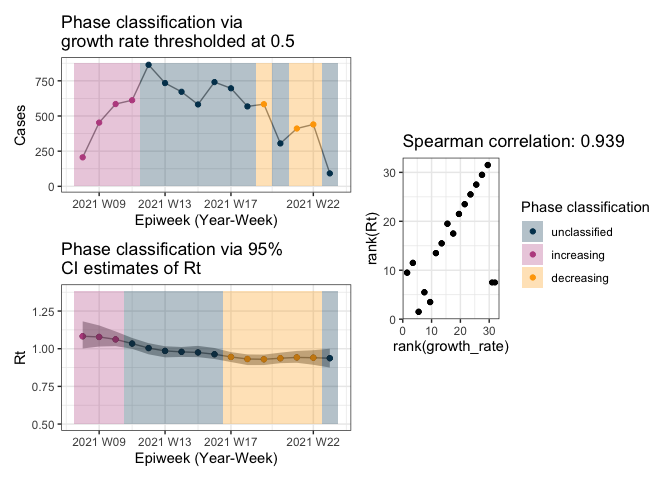 Phase classification via
growth rate thresholded at 0.5
Cases
750
500
250
0
2021 W09 2021 W13 2021 W17 2021 W22
Epiweek (Year-Week)
Phase classification via 95%
CI estimates of Rt
Rt
1.25
1.00
0.75
0.50
2021 W09 2021 W13 2021 W17 2021 W22
Epiweek (Year-Week)
Spearman correlation: 0.939
rank(Rt)
30
20
10
0
0 10 20 30
rank(growth_rate)
Phase classification
unclassified
increasing
decreasing